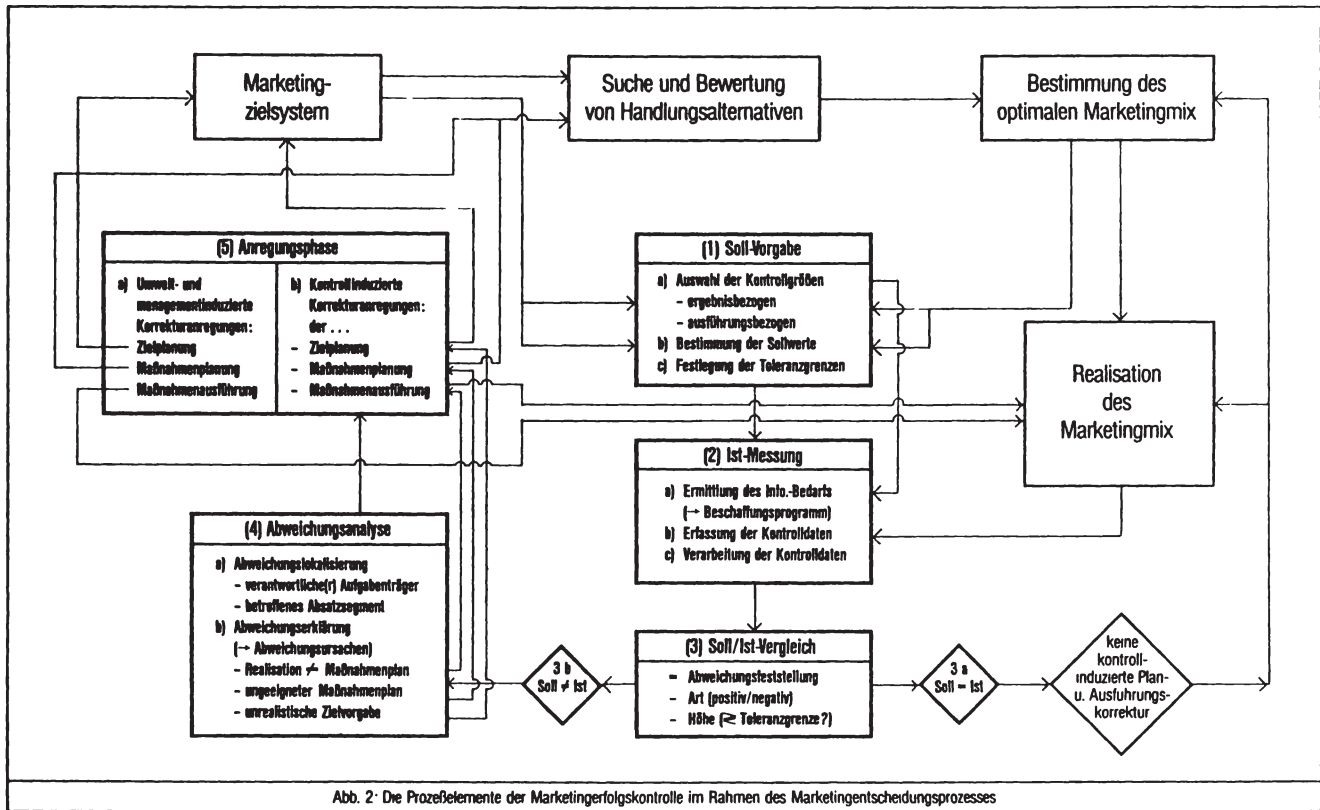 Marketing-
zielsystem
Suche und Bewertung
von Handlungsalternativen
Bestimmung des
optimalen Marketingmix
(5) Anregungsphase
a) Umwelt- und
managementinduzierte
Korrekturanregungen:
Zielplanung
Maßnahmenplanung
Maßnahmenausführung
b) Kontrollinduzierte
Korrekturanregungen:
der ...
- Zielplanung
- Maßnahmenplanung
- Maßnahmenausführung
(1) Soll-Vorgabe
a) Auswahl der Kontrollgrößen
- ergebnisbezogen
- ausführungsbezogen
b) Bestimmung der Sollwerte
c) Festlegung der Toleranzgrenzen
Realisation
des
Marketingmix
(2) Ist-Messung
a) Ermittlung des Info.-Bedarfs
(→ Beschaffungsprogramm)
b) Erfassung der Kontrolldaten
c) Verarbeitung der Kontrolldaten
(4) Abweichungsanalyse
a) Abweichungslokalisierung
- verantwortliche(r) Aufgabenträger
- betroffenes Absatzsegment
b) Abweichungserklärung
(→ Abweichungsursachen)
- Realisation ≠ Maßnahmenplan
- ungeeigneter Maßnahmenplan
- unrealistische Zielvorgabe
3 b
Soll ≠ Ist
(3) Soll/Ist-Vergleich
= Abweichungsfeststellung
- Art (positiv/negativ)
- Höhe (≷ Toleranzgrenze?)
3 a
Soll = Ist
keine
kontroll-
induzierte Plan-
u. Ausführungs-
korrektur
Abb. 2: Die Prozeßelemente der Marketingerfolgskontrolle im Rahmen des Marketingentscheidungsprozesses